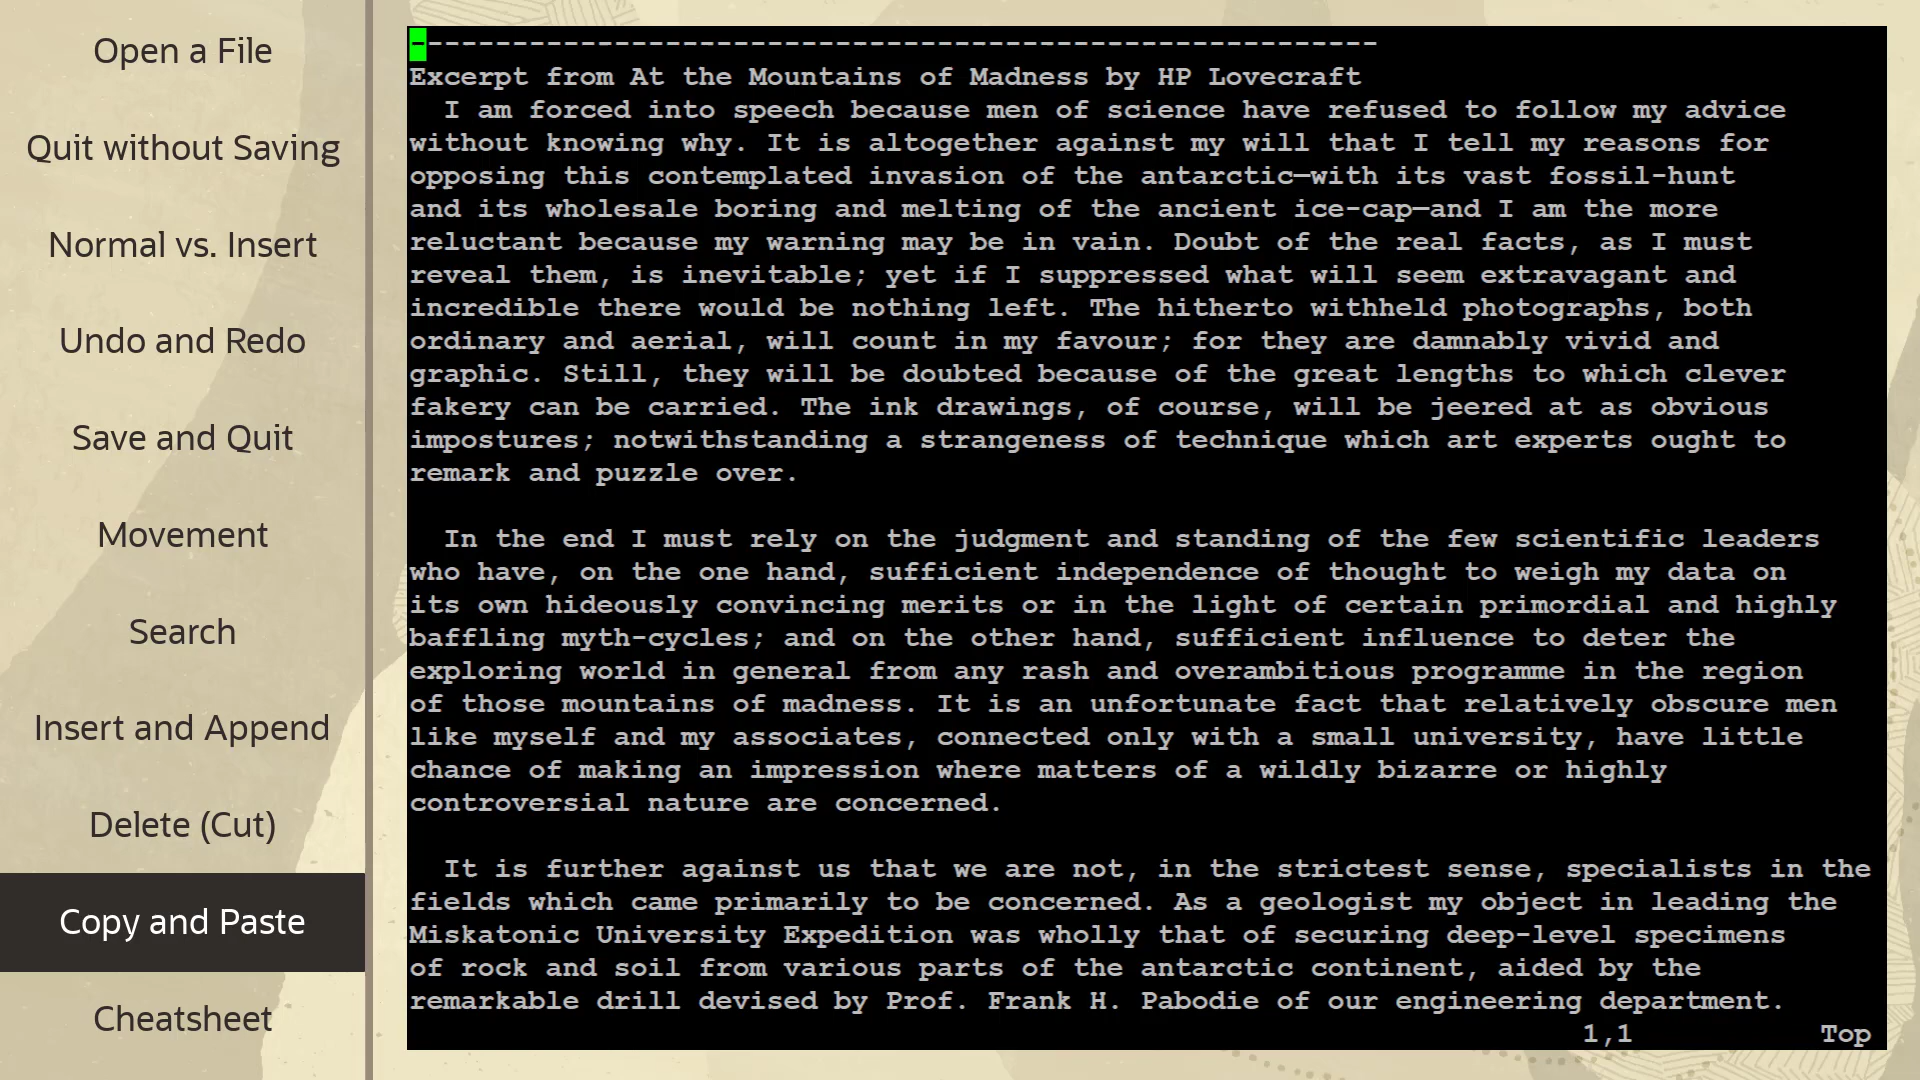 Open a File
Quit without Saving
Normal vs. Insert
Undo and Redo
Save and Quit
Movement
Search
Insert and Append
Delete (Cut)
Copy and Paste
Cheatsheet
---------------------------------------------------------
Excerpt from At the Mountains of Madness by HP Lovecraft
  I am forced into speech because men of science have refused to follow my advice
without knowing why. It is altogether against my will that I tell my reasons for
opposing this contemplated invasion of the antarctic—with its vast fossil-hunt
and its wholesale boring and melting of the ancient ice-cap—and I am the more
reluctant because my warning may be in vain. Doubt of the real facts, as I must
reveal them, is inevitable; yet if I suppressed what will seem extravagant and
incredible there would be nothing left. The hitherto withheld photographs, both
ordinary and aerial, will count in my favour; for they are damnably vivid and
graphic. Still, they will be doubted because of the great lengths to which clever
fakery can be carried. The ink drawings, of course, will be jeered at as obvious
impostures; notwithstanding a strangeness of technique which art experts ought to
remark and puzzle over.
  In the end I must rely on the judgment and standing of the few scientific leaders
who have, on the one hand, sufficient independence of thought to weigh my data on
its own hideously convincing merits or in the light of certain primordial and highly
baffling myth-cycles; and on the other hand, sufficient influence to deter the
exploring world in general from any rash and overambitious programme in the region
of those mountains of madness. It is an unfortunate fact that relatively obscure men
like myself and my associates, connected only with a small university, have little
chance of making an impression where matters of a wildly bizarre or highly
controversial nature are concerned.
  It is further against us that we are not, in the strictest sense, specialists in the
fields which came primarily to be concerned. As a geologist my object in leading the
Miskatonic University Expedition was wholly that of securing deep-level specimens
of rock and soil from various parts of the antarctic continent, aided by the
remarkable drill devised by Prof. Frank H. Pabodie of our engineering department.
1,1 Top